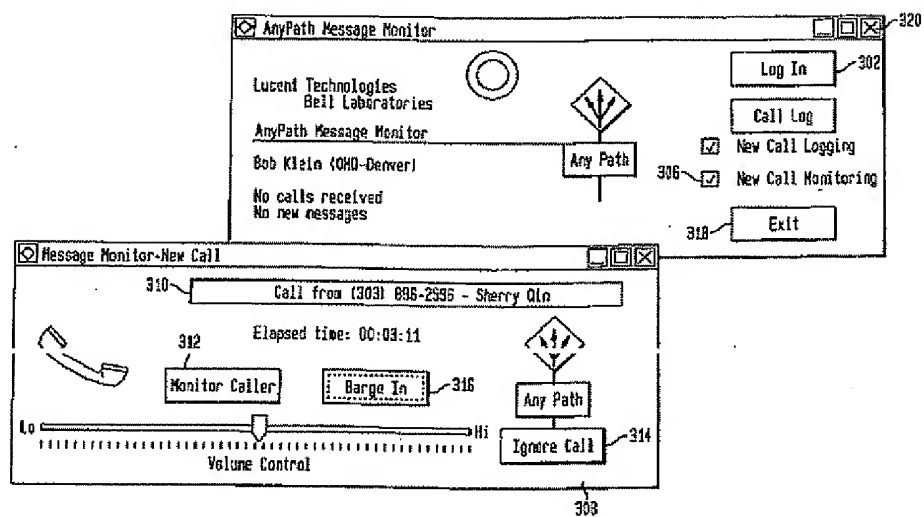 AnyPath Message Monitor
320
Lucent Technologies
Bell Laboratories
AnyPath Message Monitor
Bob Klein (OHO-Denver)
No calls received
No new messages
Any Path
Log In
302
Call Log
New Call Logging
306
New Call Monitoring
318
Exit
Message Monitor-New Call
310
Call from (303) - Sherry
Elapsed time: 00:03:11
312
Monitor Caller
Barge In
316
Any Path
Lo
Hi
Ignore Call
314
Volume Control
308